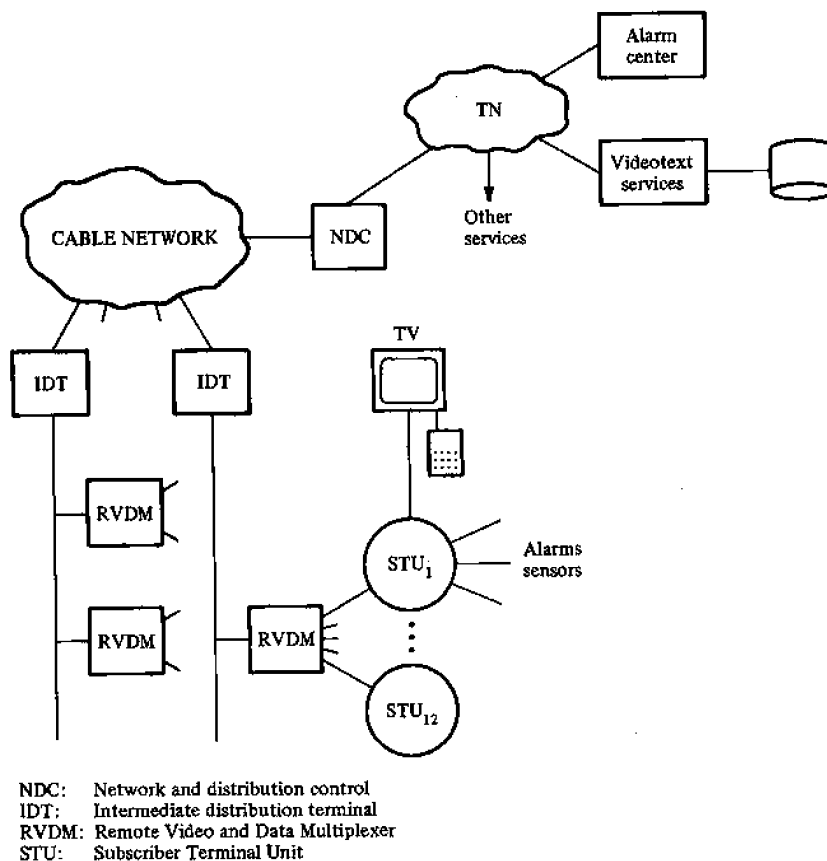 Alarm
center
TN
Videotext
services
Other
services
CABLE NETWORK
NDC
TV
IDT
IDT
RVDM
STU1
Alarms
sensors
RVDM
RVDM
STU12
NDC: Network and distribution control
IDT: Intermediate distribution terminal
RVDM: Remote Video and Data Multiplexer
STU: Subscriber Terminal Unit